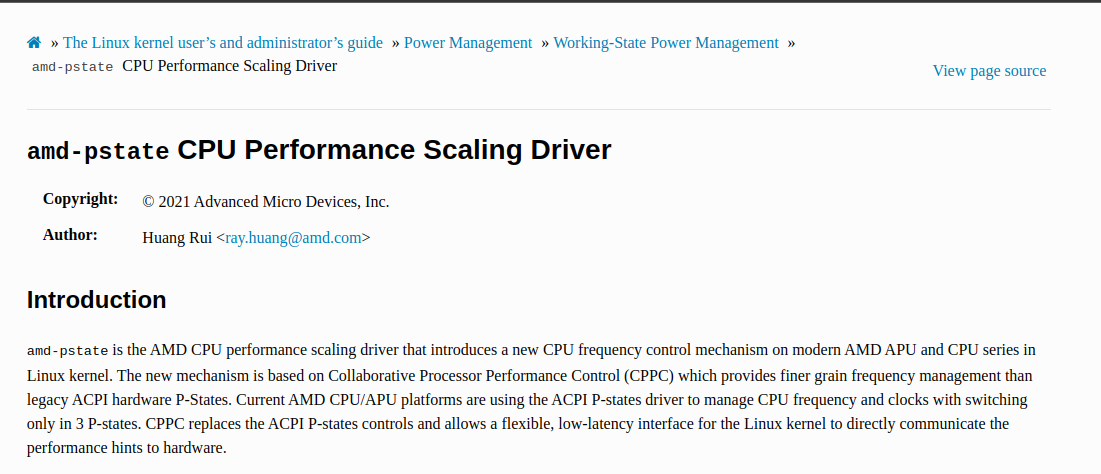 » The Linux kernel user’s and administrator’s guide » Power Management » Working-State Power Management »
amd-pstate CPU Performance Scaling Driver
View page source
amd-pstate CPU Performance Scaling Driver
Copyright: © 2021 Advanced Micro Devices, Inc.
Author: Huang Rui <ray.huang@amd.com>
Introduction
amd-pstate is the AMD CPU performance scaling driver that introduces a new CPU frequency control mechanism on modern AMD APU and CPU series in
Linux kernel. The new mechanism is based on Collaborative Processor Performance Control (CPPC) which provides finer grain frequency management than
legacy ACPI hardware P-States. Current AMD CPU/APU platforms are using the ACPI P-states driver to manage CPU frequency and clocks with switching
only in 3 P-states. CPPC replaces the ACPI P-states controls and allows a flexible, low-latency interface for the Linux kernel to directly communicate the
performance hints to hardware.